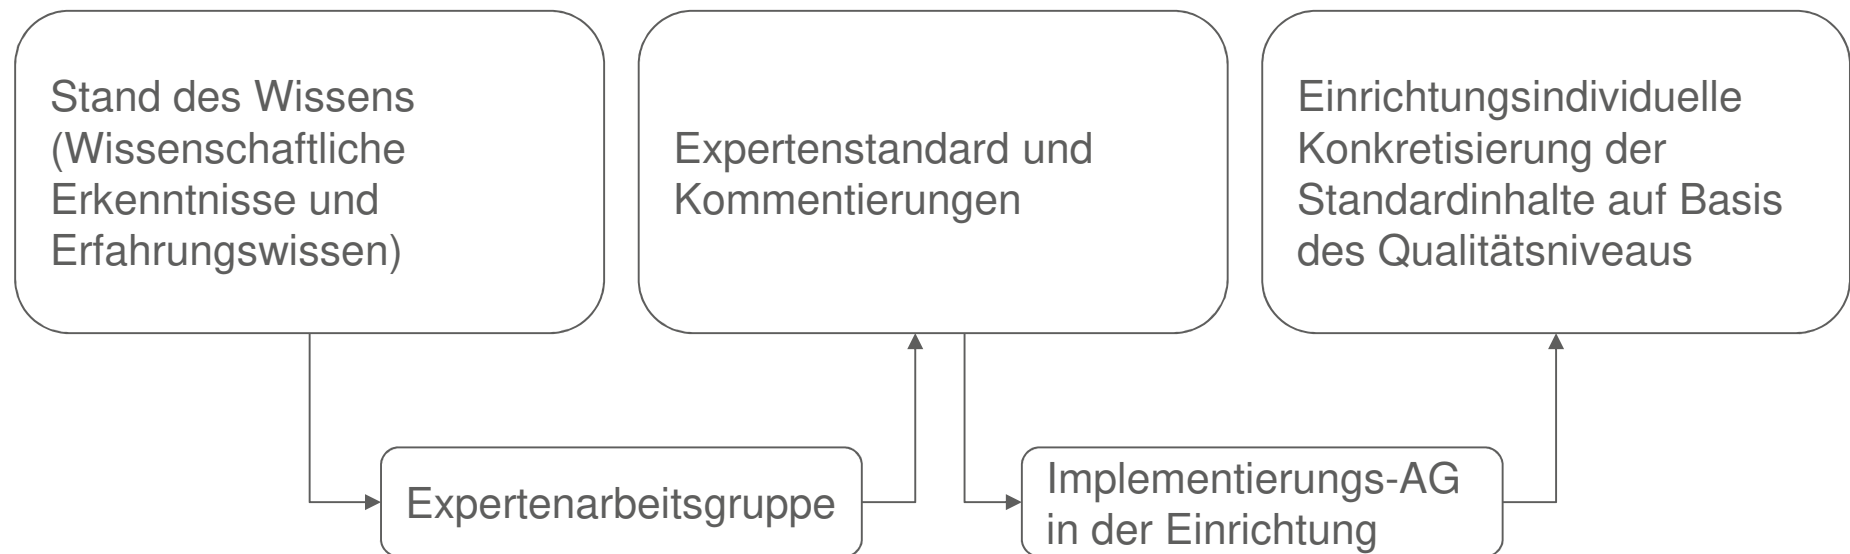 Stand des Wissens
(Wissenschaftliche
Erkenntnisse und
Erfahrungswissen)
Expertenstandard und
Kommentierungen
Einrichtungsindividuelle
Konkretisierung der
Standardinhalte auf Basis
des Qualitätsniveaus
Expertenarbeitsgruppe
Implementierungs-AG
in der Einrichtung